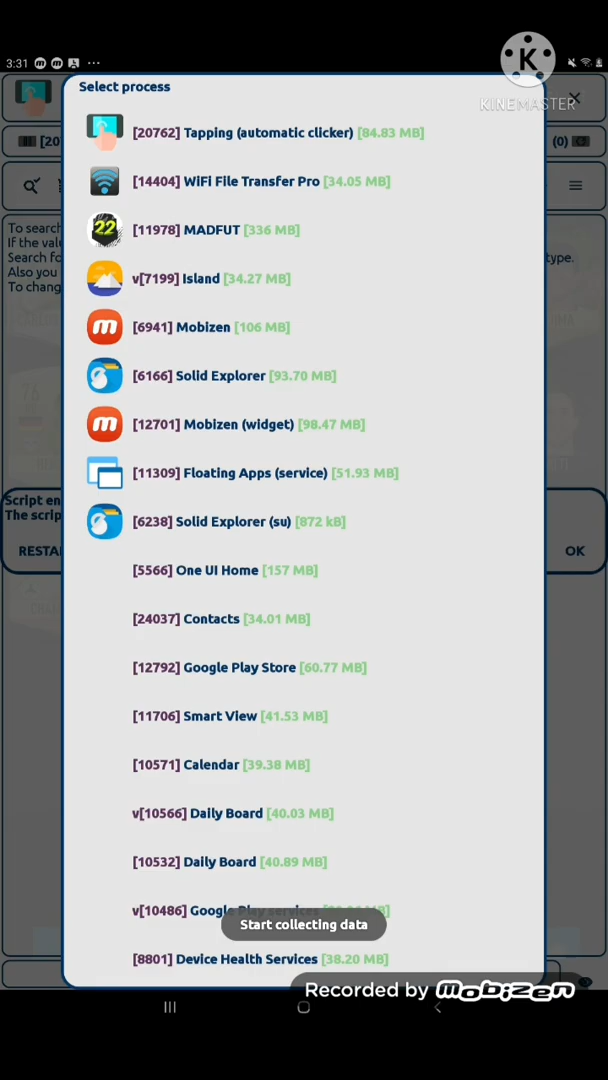 3:31
K
KINEMASTER
Select process
[20
(0)
[20762] Tapping (automatic clicker) [84.83 MB]
[14404] WiFi File Transfer Pro [34.05 MB]
To search
If the valu
Search fo
type.
Also you
To chang
22
[11978] MADFUT [336 MB]
v[7199] Island [34.27 MB]
[6941] Mobizen [106 MB]
[6166] Solid Explorer [93.70 MB]
76
[12701] Mobizen (widget) [98.47 MB]
[11309] Floating Apps (service) [51.93 MB]
Script en
The scrip
[6238] Solid Explorer (su) [872 kB]
RESTA
OK
[5566] One UI Home [157 MB]
[24037] Contacts [34.01 MB]
[12792] Google Play Store [60.77 MB]
[11706] Smart View [41.53 MB]
[10571] Calendar [39.38 MB]
v[10566] Daily Board [40.03 MB]
[10532] Daily Board [40.89 MB]
v[10486] Google Play services
Start collecting data
[8801] Device Health Services [38.20 MB]
Recorded by mobizen